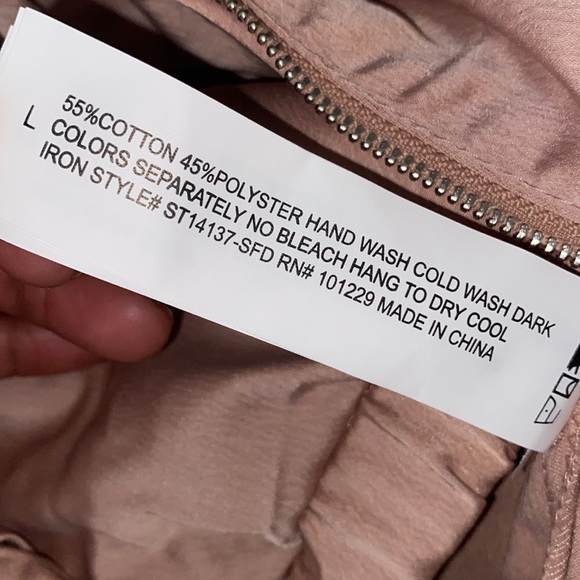 L
55%COTTON 45%POLYSTER HAND WASH COLD WASH DARK
COLORS SEPARATELY NO BLEACH HANG TO DRY COOL
IRON STYLE# ST14137-SFD RN# 101229 MADE IN CHINA